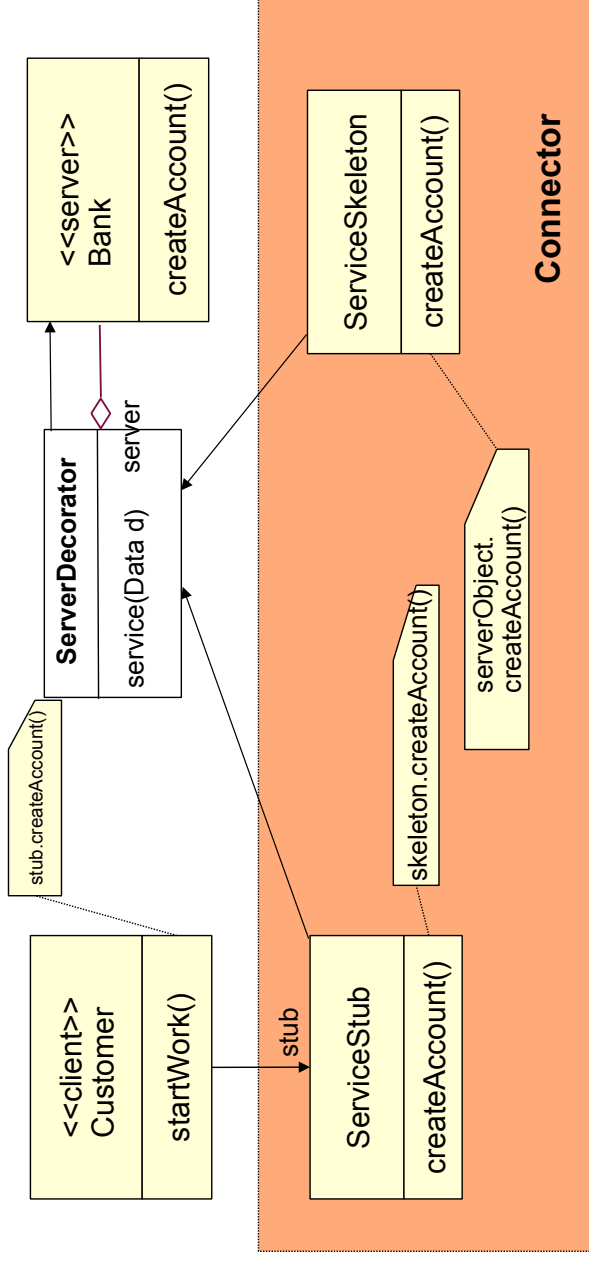 <<client>>
Customer
startWork()
stub.createAccount()
ServerDecorator
service(Data d)
server
<<server>>
Bank
createAccount()
stub
ServiceStub
createAccount()
skeleton.createAccount()
serverObject.
createAccount()
ServiceSkeleton
createAccount()
Connector